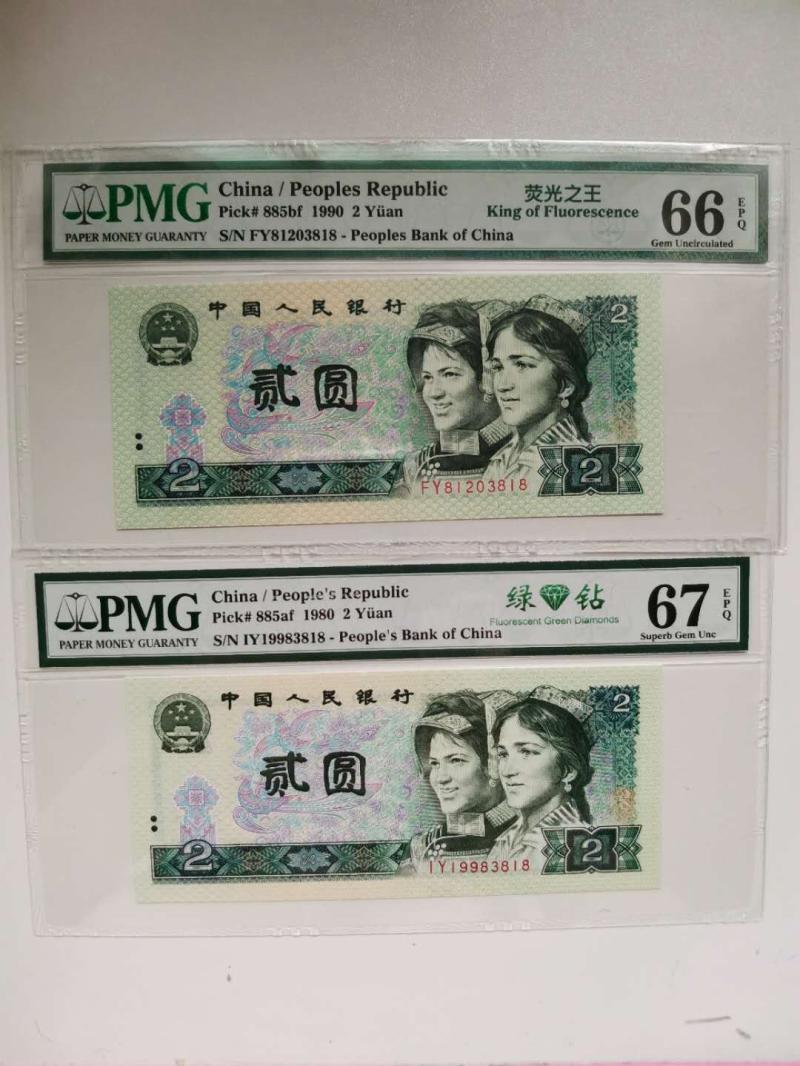 PMG
PAPER MONEY GUARANTY
China / Peoples Republic
Pick# 885bf 1990 2 Yüan
S/N FY81203818 - Peoples Bank of China
荧光之王
King of Fluorescence
66
EPQ
Gem Uncirculated
中国人民银行
2
贰圆
2
FY81203818
2
PMG
PAPER MONEY GUARANTY
China / People's Republic
Pick# 885af 1980 2 Yüan
S/N IY19983818 - People's Bank of China
绿钻
Fluorescent Green Diamonds
67
EPQ
Superb Gem Unc
中国人民银行
2
贰圆
2
IY19983818
2